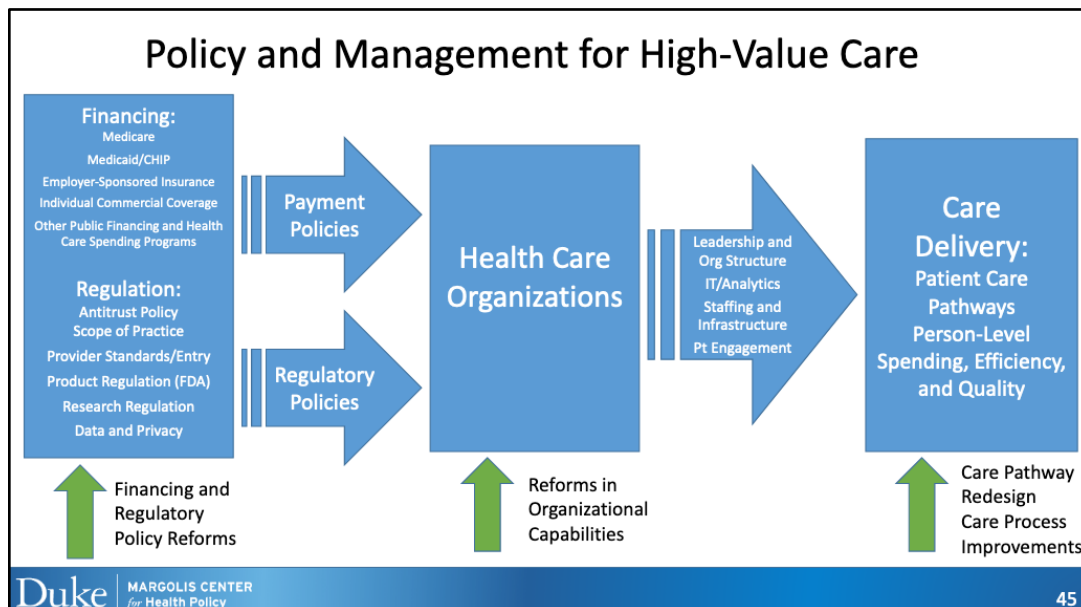 Policy and Management for High-Value Care
Financing:
Medicare
Medicaid/CHIP
Employer-Sponsored Insurance
Individual Commercial Coverage
Other Public Financing and Health
Care Spending Programs
Regulation:
Antitrust Policy
Scope of Practice
Provider Standards/Entry
Product Regulation (FDA)
Research Regulation
Data and Privacy
Payment
Policies
Regulatory
Policies
Health Care
Organizations
Leadership and
Org Structure
IT/Analytics
Staffing and
Infrastructure
Pt Engagement
Care
Delivery:
Patient Care
Pathways
Person-Level
Spending, Efficiency,
and Quality
Financing and
Regulatory
Policy Reforms
Reforms in
Organizational
Capabilities
Care Pathway
Redesign
Care Process
Improvements
Duke
MARGOLIS CENTER
for Health Policy
45